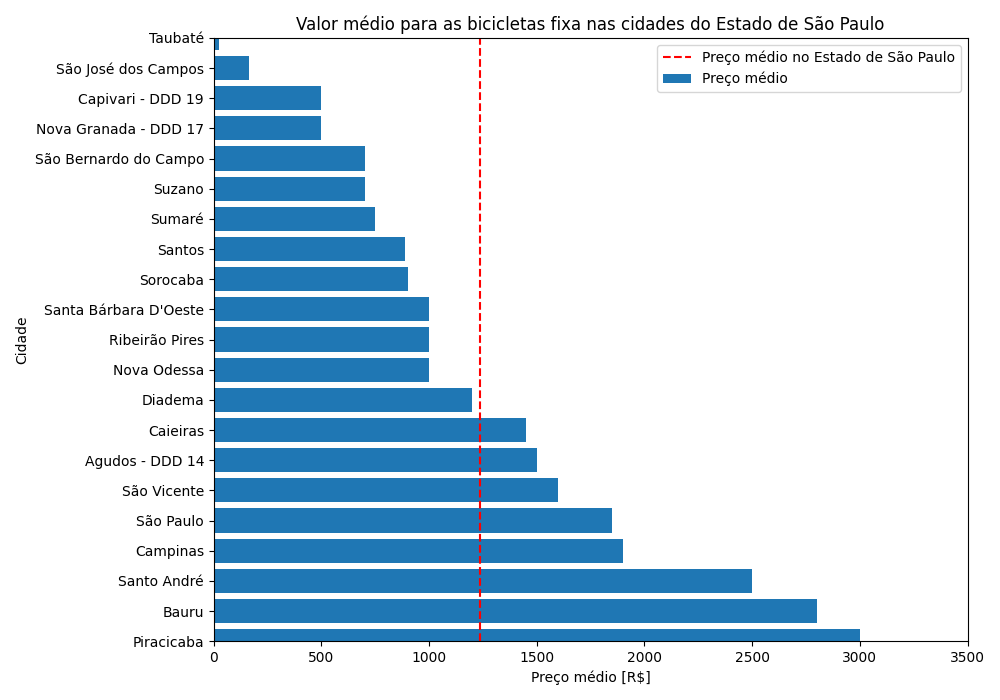 Valor médio para as bicicletas fixa nas cidades do Estado de São Paulo
Preço médio no Estado de São Paulo
Preço médio
Cidade
Taubaté
São José dos Campos
Capivari - DDD 19
Nova Granada - DDD 17
São Bernardo do Campo
Suzano
Sumaré
Santos
Sorocaba
Santa Bárbara D'Oeste
Ribeirão Pires
Nova Odessa
Diadema
Caieiras
Agudos - DDD 14
São Vicente
São Paulo
Campinas
Santo André
Bauru
Piracicaba
0 500 1000 1500 2000 2500 3000 3500
Preço médio [R$]